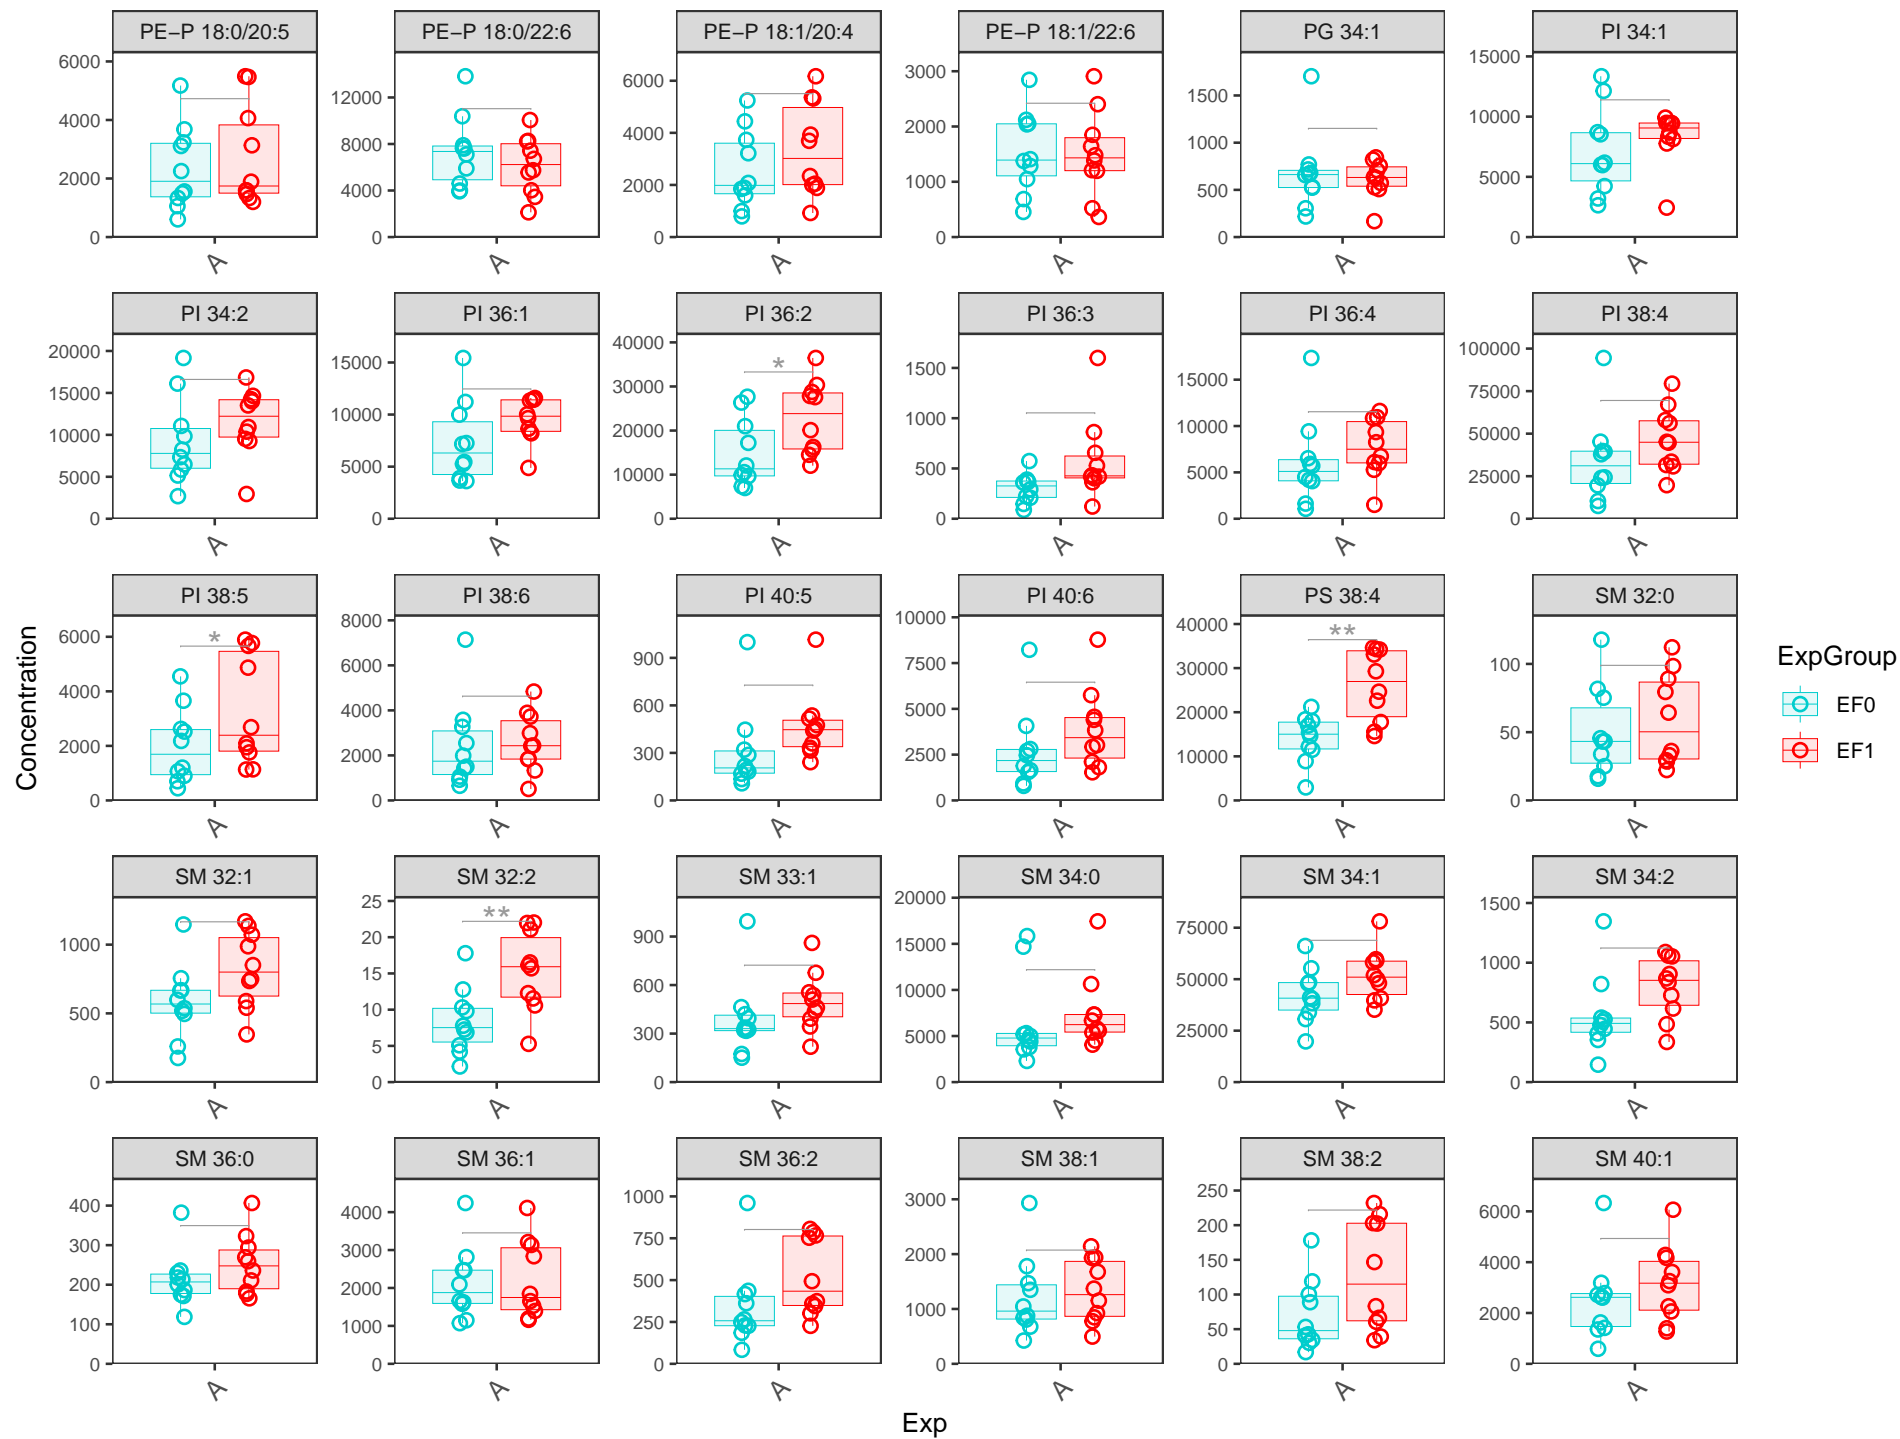 PE−P 18:0/20:5 PE−P 18:0/22:6 PE−P 18:1/20:4 PE−P 18:1/22:6 PG 34:1 PI 34:1
6000 4000 2000 0 A
12000 8000 4000 0 A
6000 4000 2000 0 A
3000 2000 1000 0 A
1500 1000 500 0 A
15000 10000 5000 0 A
PI 34:2 PI 36:1 PI 36:2 PI 36:3 PI 36:4 PI 38:4
20000 15000 10000 5000 0 A
15000 10000 5000 0 A
40000 30000 20000 10000 0 * A
1500 1000 500 0 A
15000 10000 5000 0 A
100000 75000 50000 25000 0 A
PI 38:5 PI 38:6 PI 40:5 PI 40:6 PS 38:4 SM 32:0
6000 4000 2000 0 * A
8000 6000 4000 2000 0 A
900 600 300 0 A
10000 7500 5000 2500 0 A
40000 30000 20000 10000 0 ** A
100 50 0 A
SM 32:1 SM 32:2 SM 33:1 SM 34:0 SM 34:1 SM 34:2
1000 500 0 A
25 20 15 10 5 0 ** A
900 600 300 0 A
20000 15000 10000 5000 0 A
75000 50000 25000 0 A
1500 1000 500 0 A
SM 36:0 SM 36:1 SM 36:2 SM 38:1 SM 38:2 SM 40:1
400 300 200 100 0 A
4000 3000 2000 1000 0 A
1000 750 500 250 0 A
3000 2000 1000 0 A
250 200 150 100 50 0 A
6000 4000 2000 0 A
Concentration
Exp
ExpGroup
EF0
EF1